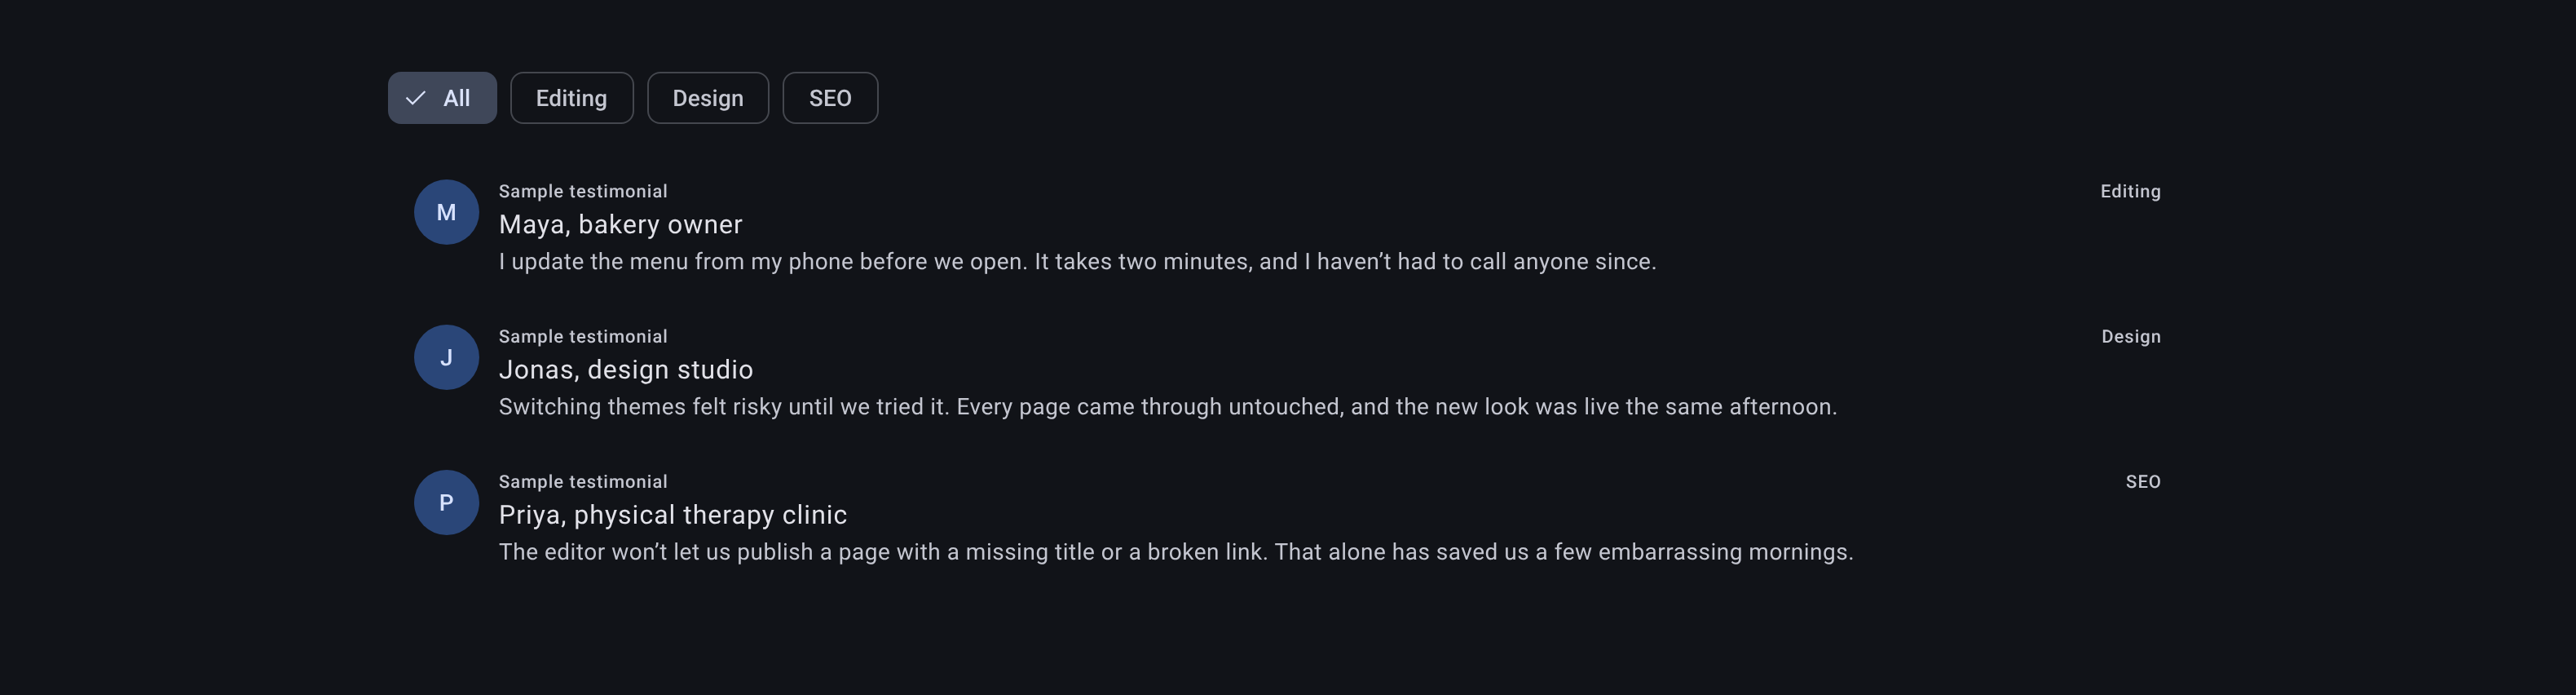 All
Editing
Design
SEO
M
Sample testimonial
Editing
Maya, bakery owner
I update the menu from my phone before we open. It takes two minutes, and I haven’t had to call anyone since.
J
Sample testimonial
Design
Jonas, design studio
Switching themes felt risky until we tried it. Every page came through untouched, and the new look was live the same afternoon.
P
Sample testimonial
SEO
Priya, physical therapy clinic
The editor won’t let us publish a page with a missing title or a broken link. That alone has saved us a few embarrassing mornings.